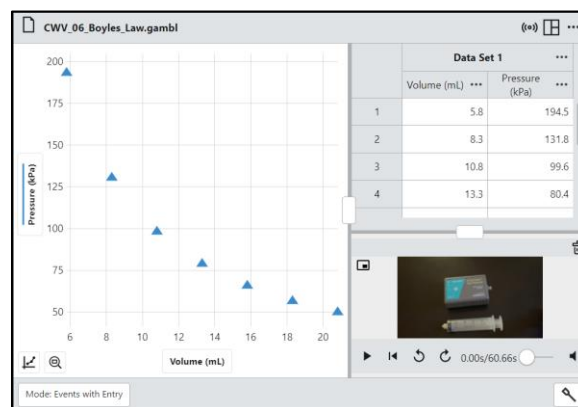 CWV_06_Boyles_Law.gambl
Data Set 1
Volume (mL)
Pressure (kPa)
1 5.8 194.5
2 8.3 131.8
3 10.8 99.6
4 13.3 80.4
Pressure (kPa)
200
175
150
125
100
75
50
6 8 10 12 14 16 18 20
Volume (mL)
0.00s/60.66s
Mode: Events with Entry